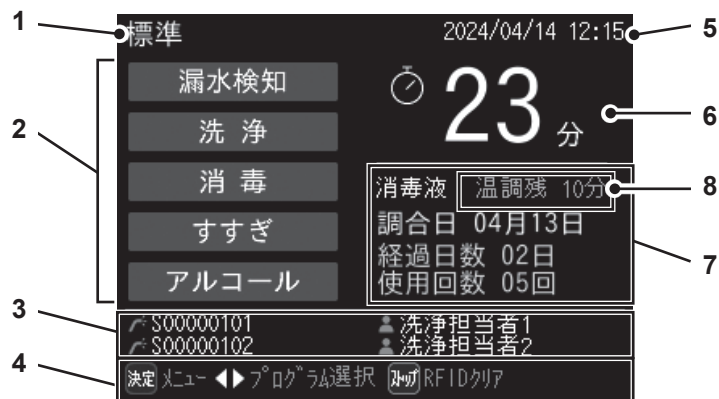 1 標準 2024/04/14 12:15 5
2 漏水検知
洗 浄
消 毒
すすぎ
アルコール
23 分 6
消毒液 温調残 10分 8
調合日 04月13日
経過日数 02日
使用回数 05回
7
3 S00000101 洗浄担当者1
S00000102 洗浄担当者2
4 決定 メニュー ◀▶ プログラム選択 ストップ RFIDクリア